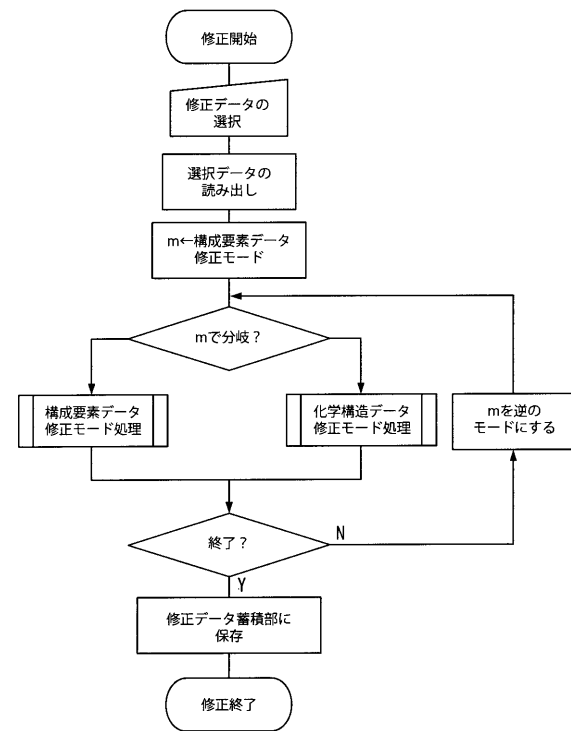 修正開始
修正データの
選択
選択データの
読み出し
m←構成要素データ
修正モード
mで分岐？
構成要素データ
修正モード処理
化学構造データ
修正モード処理
mを逆の
モードにする
終了？
N
Y
修正データ蓄積部に
保存
修正終了